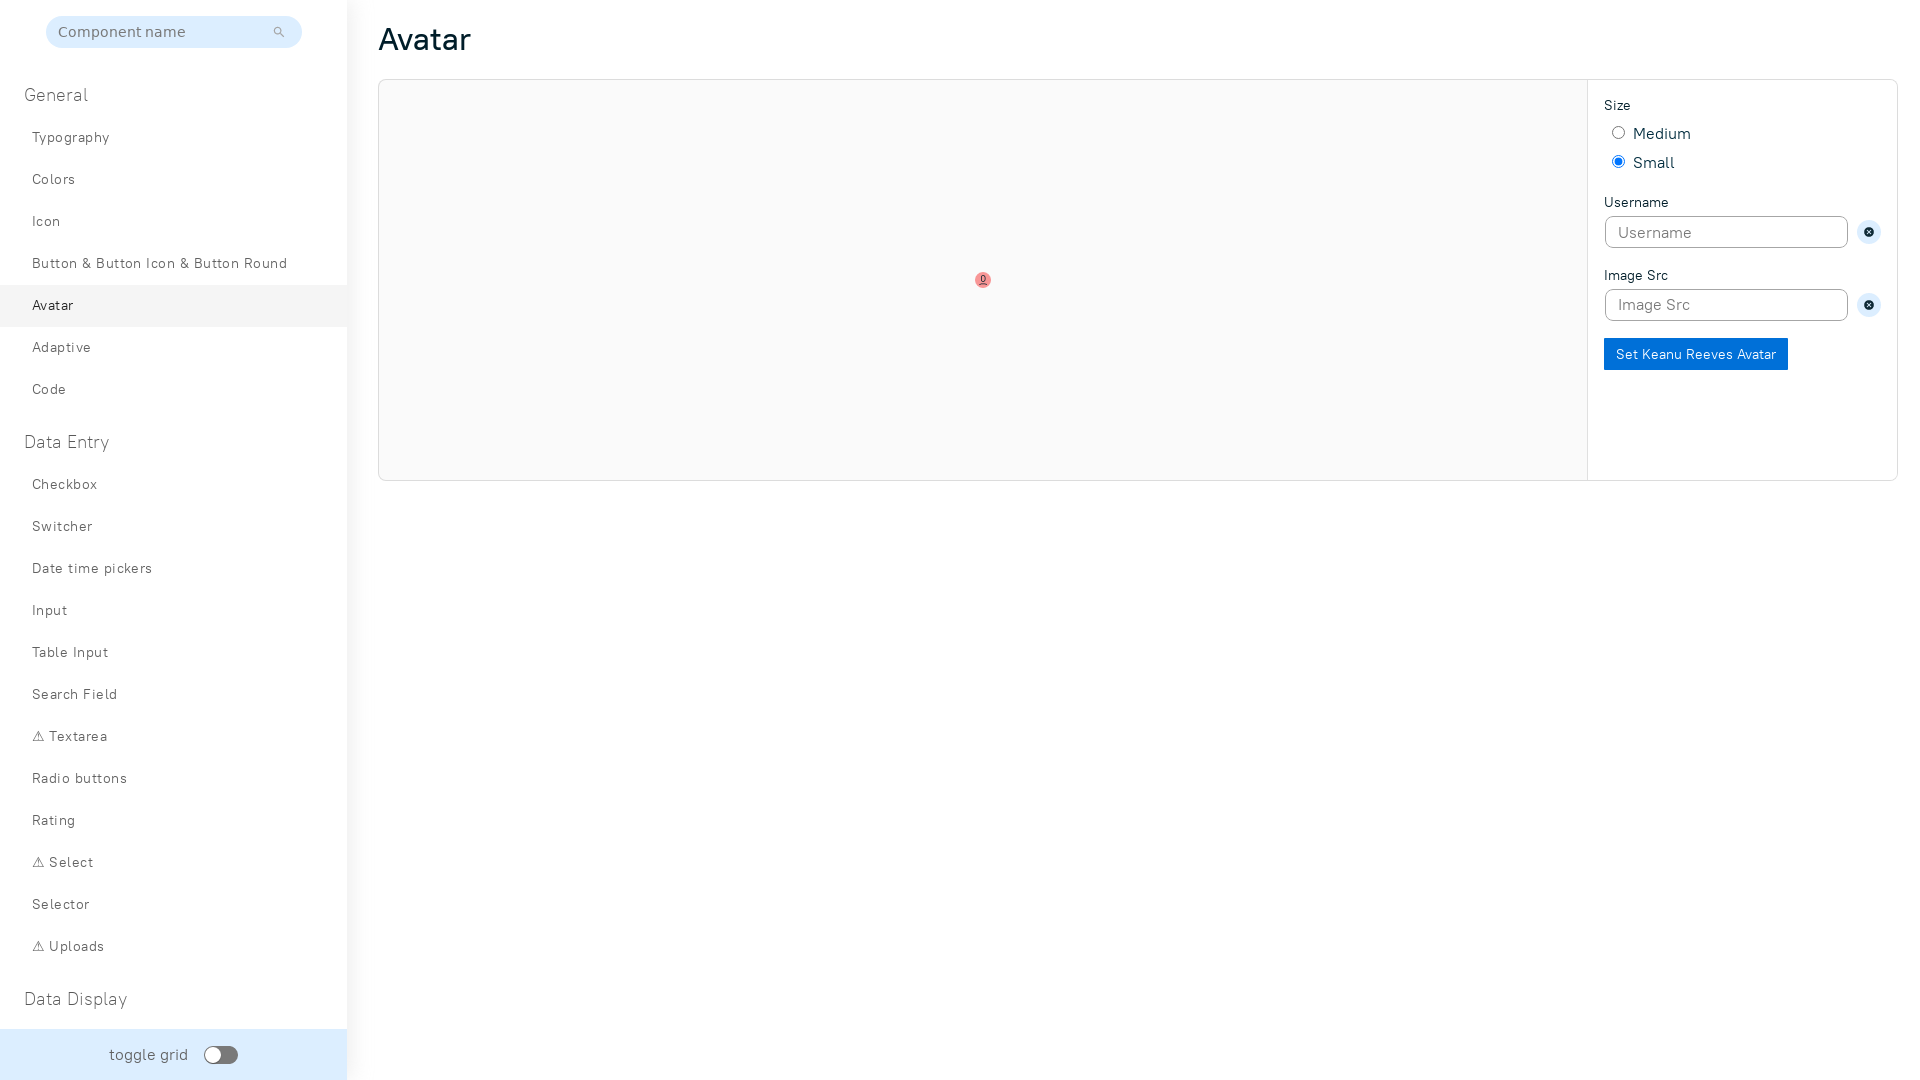 Component name
General
Typography
Colors
Icon
Button & Button Icon & Button Round
Avatar
Adaptive
Code
Data Entry
Checkbox
Switcher
Date time pickers
Input
Table Input
Search Field
⚠ Textarea
Radio buttons
Rating
⚠ Select
Selector
⚠ Uploads
Data Display
toggle grid
Avatar
Size
Medium
Small
Username
Username
Image Src
Image Src
Set Keanu Reeves Avatar